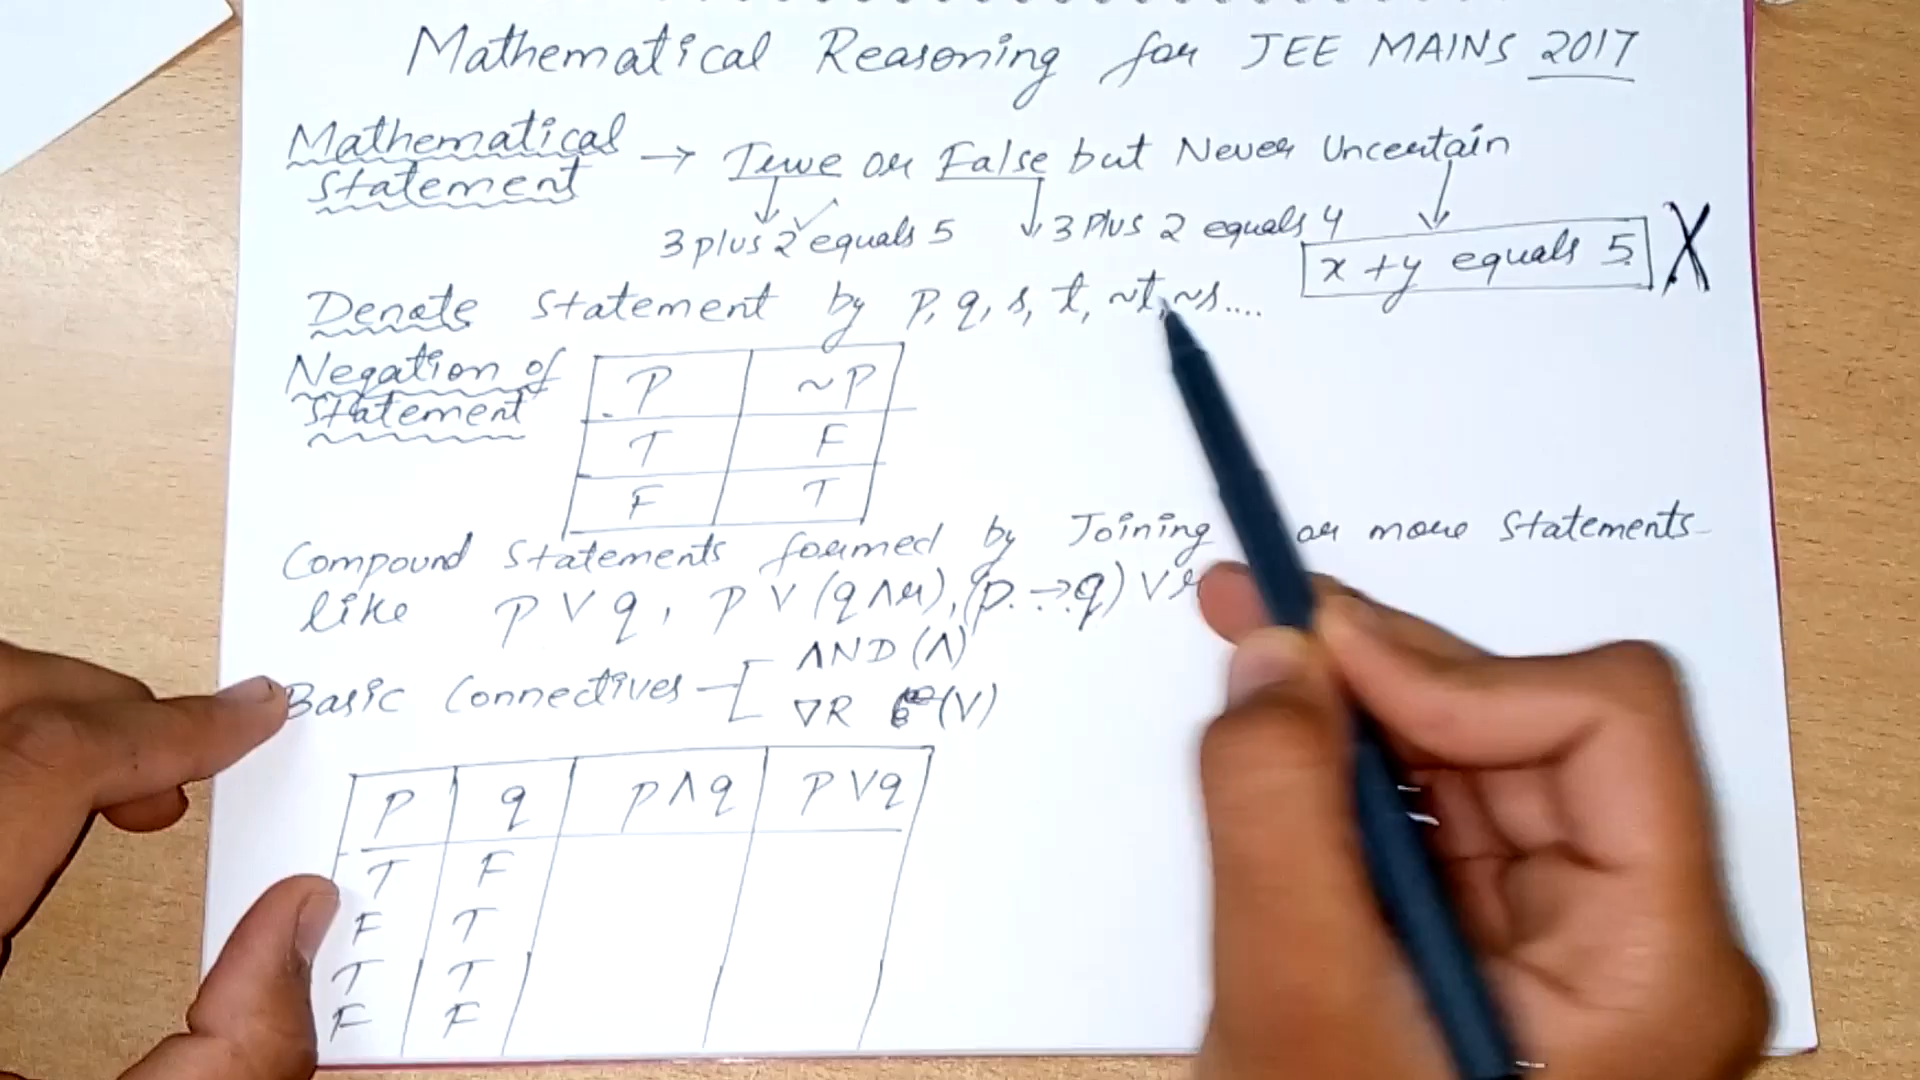 Mathematical Reasoning for JEE MAINS 2017
Mathematical Statement → True or False but Never Uncertain
3 plus 2 equals 5 ✓
3 Plus 2 equals 4
x + y equals 5 X
Denote Statement by p, q, s, t, ~t, ~s....
Negation of Statement
P ~P
T F
F T
Compound Statements formed by Joining or more Statements
like p ∨ q, p ∨ (q ∧ r), (p → q) ∨ r
Basic Connectives
AND (∧)
OR (∨)
P q p ∧ q p ∨ q
T F
F T
T T
F F